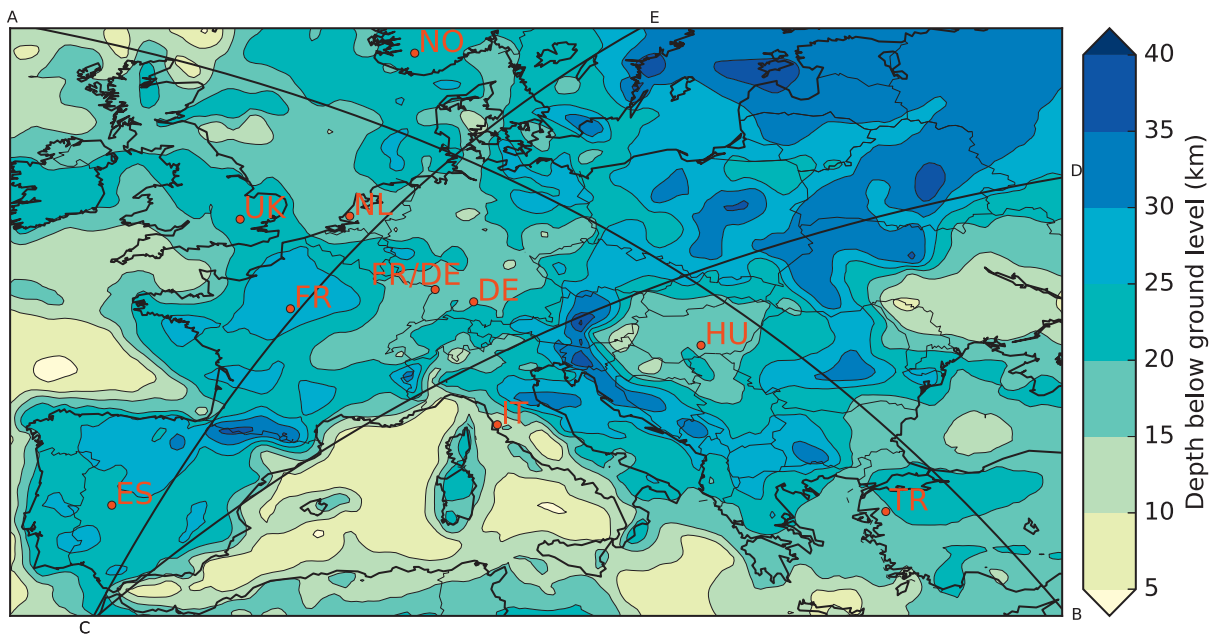 A
E
NO
40
35
D
UK
NL
30
FR/DE
DE
FR
25
HU
20
IT
15
ES
TR
10
5
C
B
Depth below ground level (km)